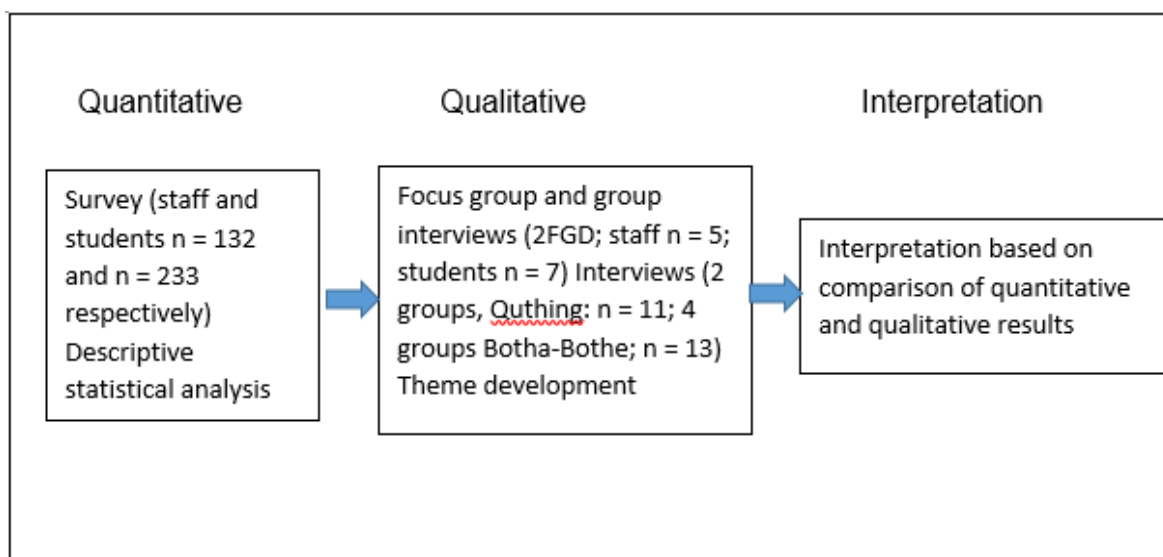 Quantitative
Qualitative
Interpretation
Survey (staff and
students n = 132
and n = 233
respectively)
Descriptive
statistical analysis
Focus group and group
interviews (2FGD; staff n = 5;
students n = 7) Interviews (2
groups, Quthing: n = 11; 4
groups Botha-Bothe; n = 13)
Theme development
Interpretation based on
comparison of quantitative
and qualitative results